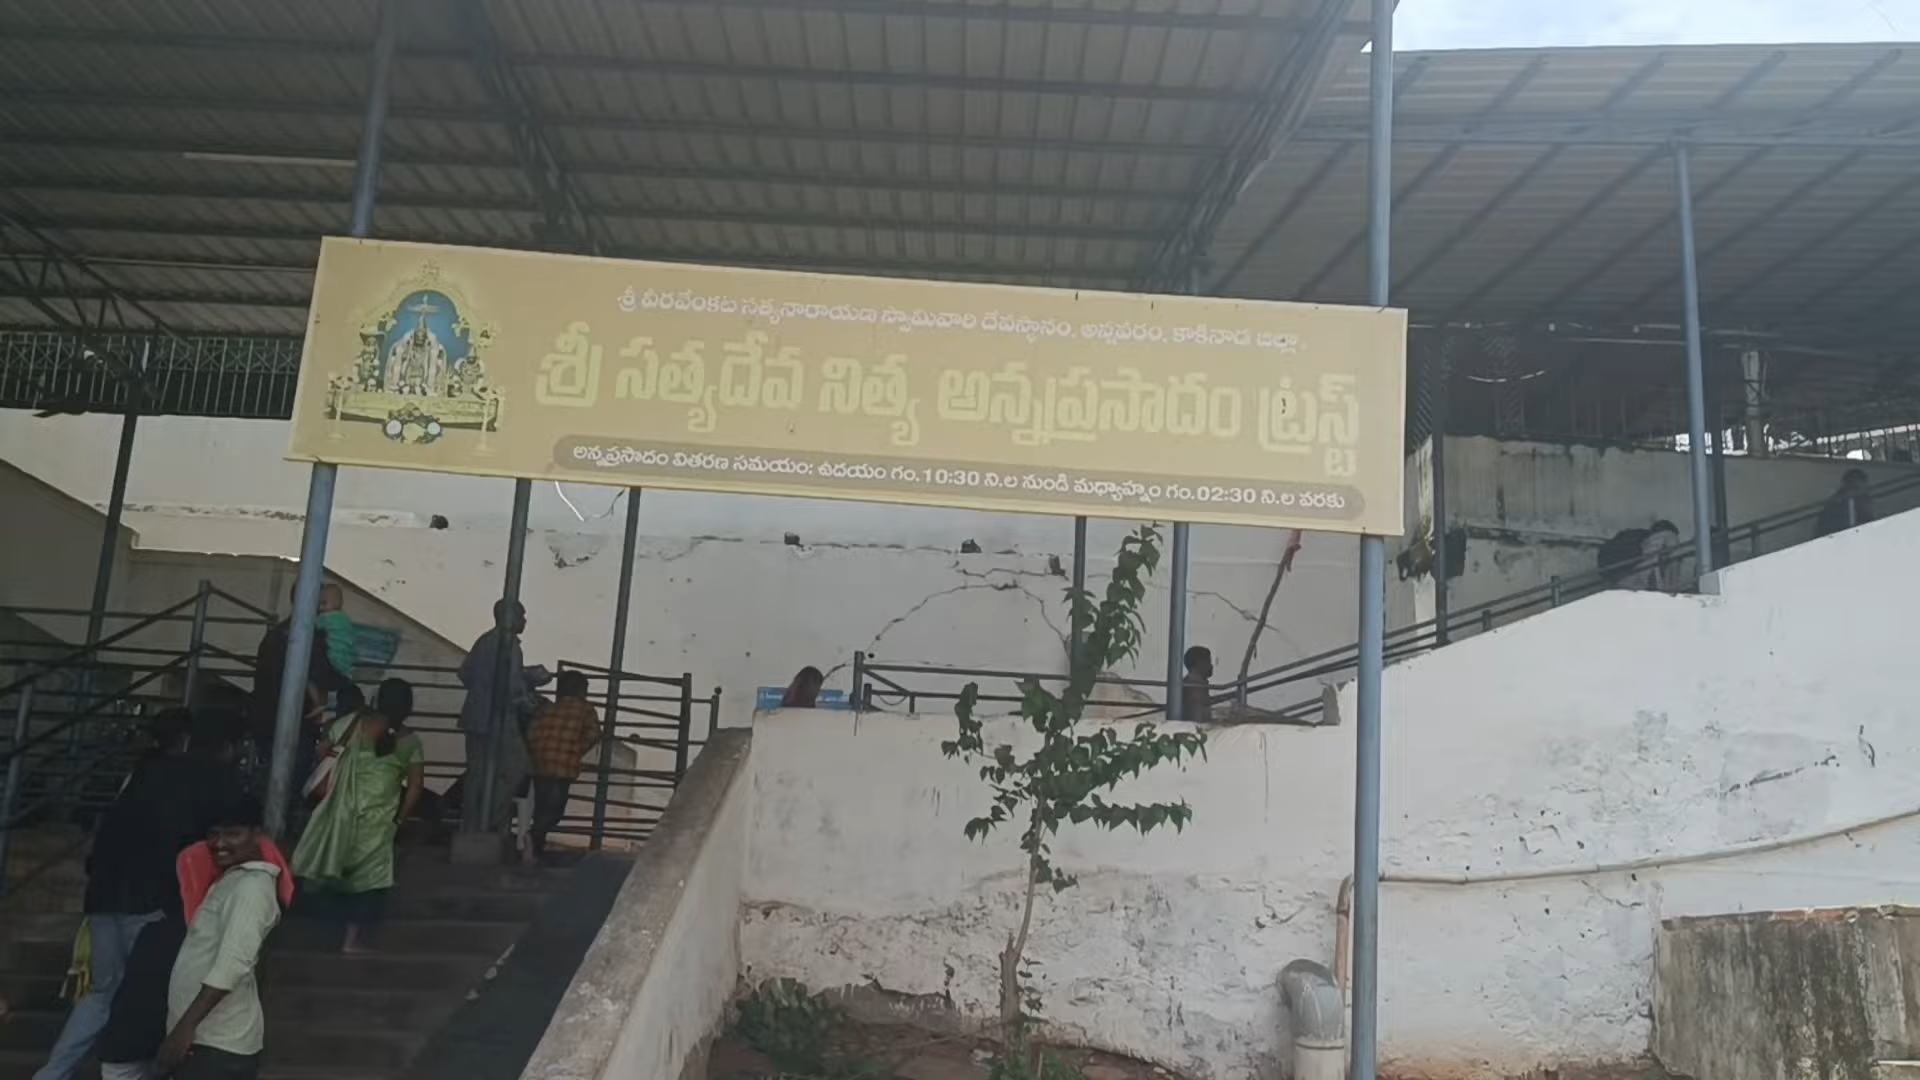 శ్రీ వీరవేంకట సత్యనారాయణ స్వామివారి దేవస్థానం, అన్నవరం, కాకినాడ జిల్లా.
శ్రీ సత్యదేవ నిత్య అన్నప్రసాదం ట్రస్ట్
అన్నప్రసాదం వితరణ సమయం: ఉదయం గం.10:30 ని.ల నుండి మధ్యాహ్నం గం.02:30 ని.ల వరకు